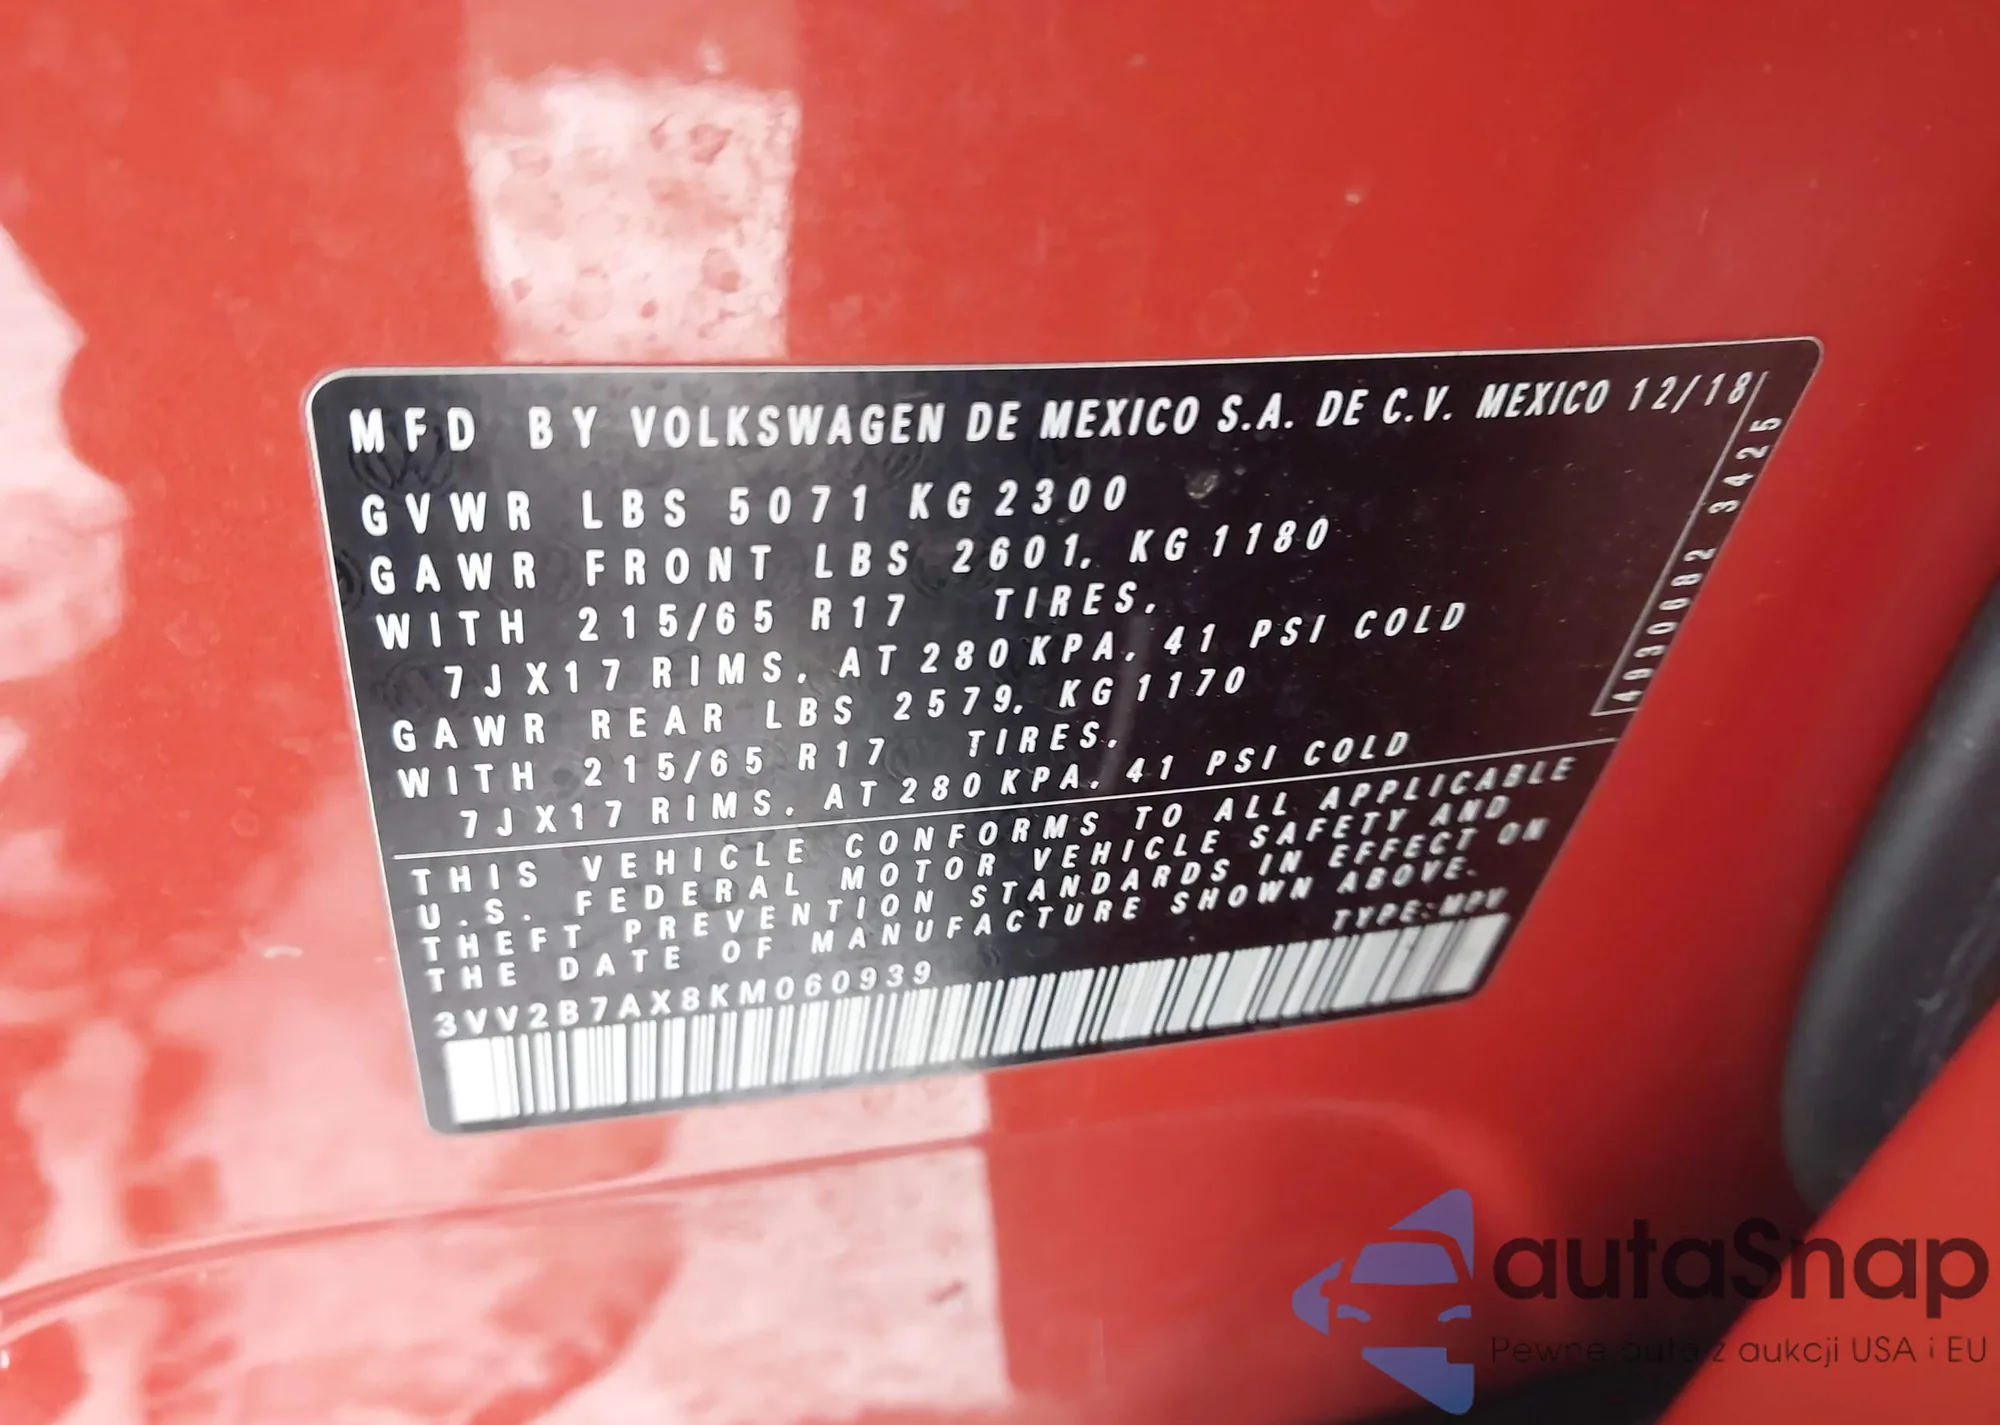 MFD BY VOLKSWAGEN DE MEXICO S.A. DE C.V. MEXICO 12/18
GVWR LBS 5071 KG 2300
GAWR FRONT LBS 2601, KG 1180
WITH 215/65 R17 TIRES,
7JX17 RIMS, AT 280 KPA, 41 PSI COLD
GAWR REAR LBS 2579, KG 1170
WITH 215/65 R17 TIRES,
7JX17 RIMS, AT 280 KPA, 41 PSI COLD
4930682 3425
THIS VEHICLE CONFORMS TO ALL APPLICABLE
U.S. FEDERAL MOTOR VEHICLE SAFETY AND
THEFT PREVENTION STANDARDS IN EFFECT ON
THE DATE OF MANUFACTURE SHOWN ABOVE.
TYPE: MPV
3VV2B7AX8KM060939
autaSnap
Pewne auta z aukcji USA i EU